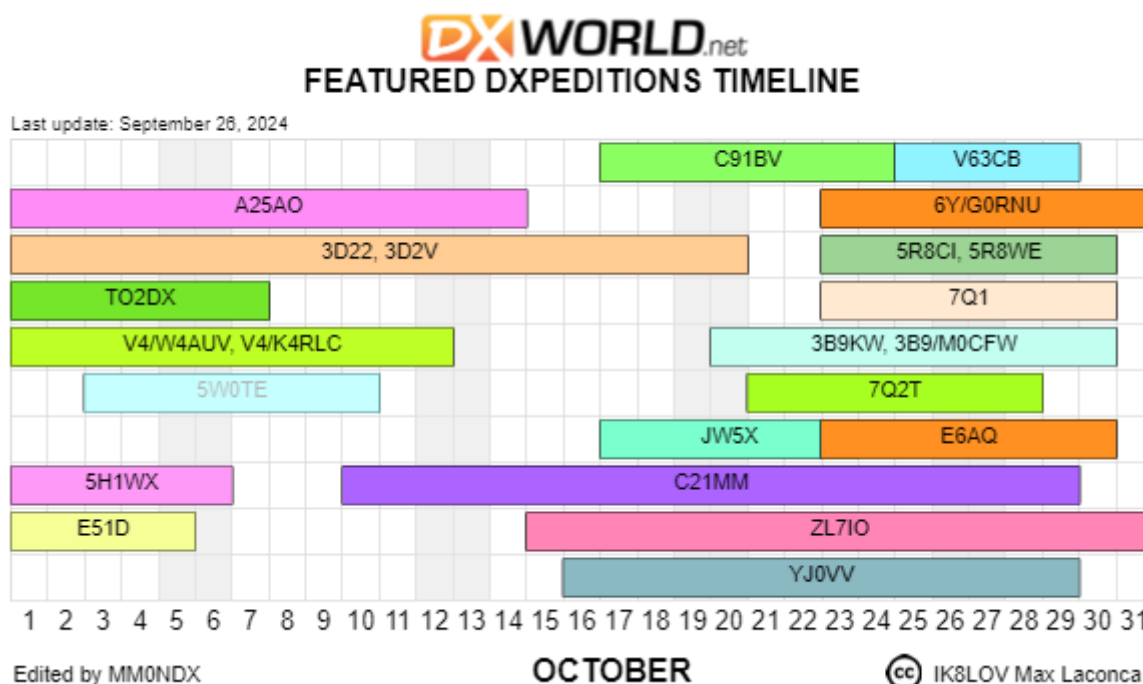 DX WORLD.net
FEATURED DXPEDITIONS TIMELINE
Last update: September 26, 2024
C91BV V63CB
A25AO 6Y/G0RNU
3D22, 3D2V 5R8CI, 5R8WE
TO2DX 7Q1
V4/W4AUV, V4/K4RLC 3B9KW, 3B9/M0CFW
5W0TE 7Q2T
JW5X E6AQ
5H1WX C21MM
E51D ZL7IO
YJ0VV
1 2 3 4 5 6 7 8 9 10 11 12 13 14 15 16 17 18 19 20 21 22 23 24 25 26 27 28 29 30 31
Edited by MM0NDX OCTOBER cc IK8LOV Max Laconca